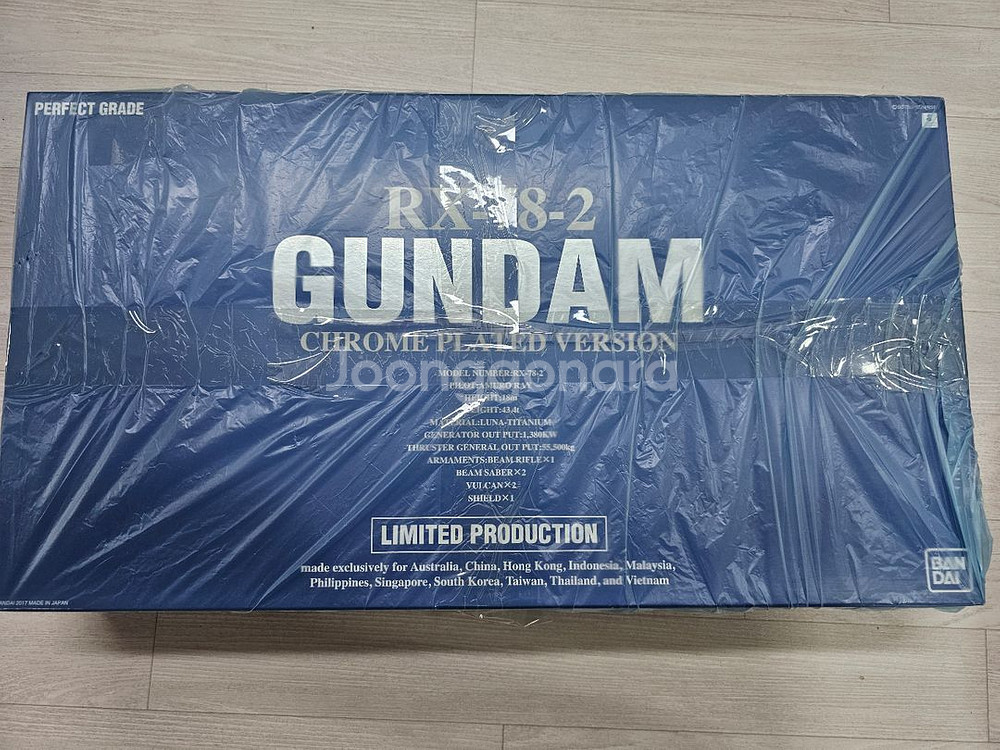 PERFECT GRADE
RX-78-2
GUNDAM
CHROME PLATED VERSION
MODEL NUMBER:RX-78-2
PILOT:AMURO RAY
HEIGHT:18m
WEIGHT:43.4t
MATERIAL:LUNA-TITANIUM
GENERATOR OUT PUT:1,380KW
THRUSTER GENERAL OUT PUT:55,500kg
ARMAMENTS:BEAM RIFLE×1
BEAM SABER×2
VULCAN×2
SHIELD×1
LIMITED PRODUCTION
made exclusively for Australia, China, Hong Kong, Indonesia, Malaysia,
Philippines, Singapore, South Korea, Taiwan, Thailand, and Vietnam
BAN
DAI
BANDAI 2017 MADE IN JAPAN